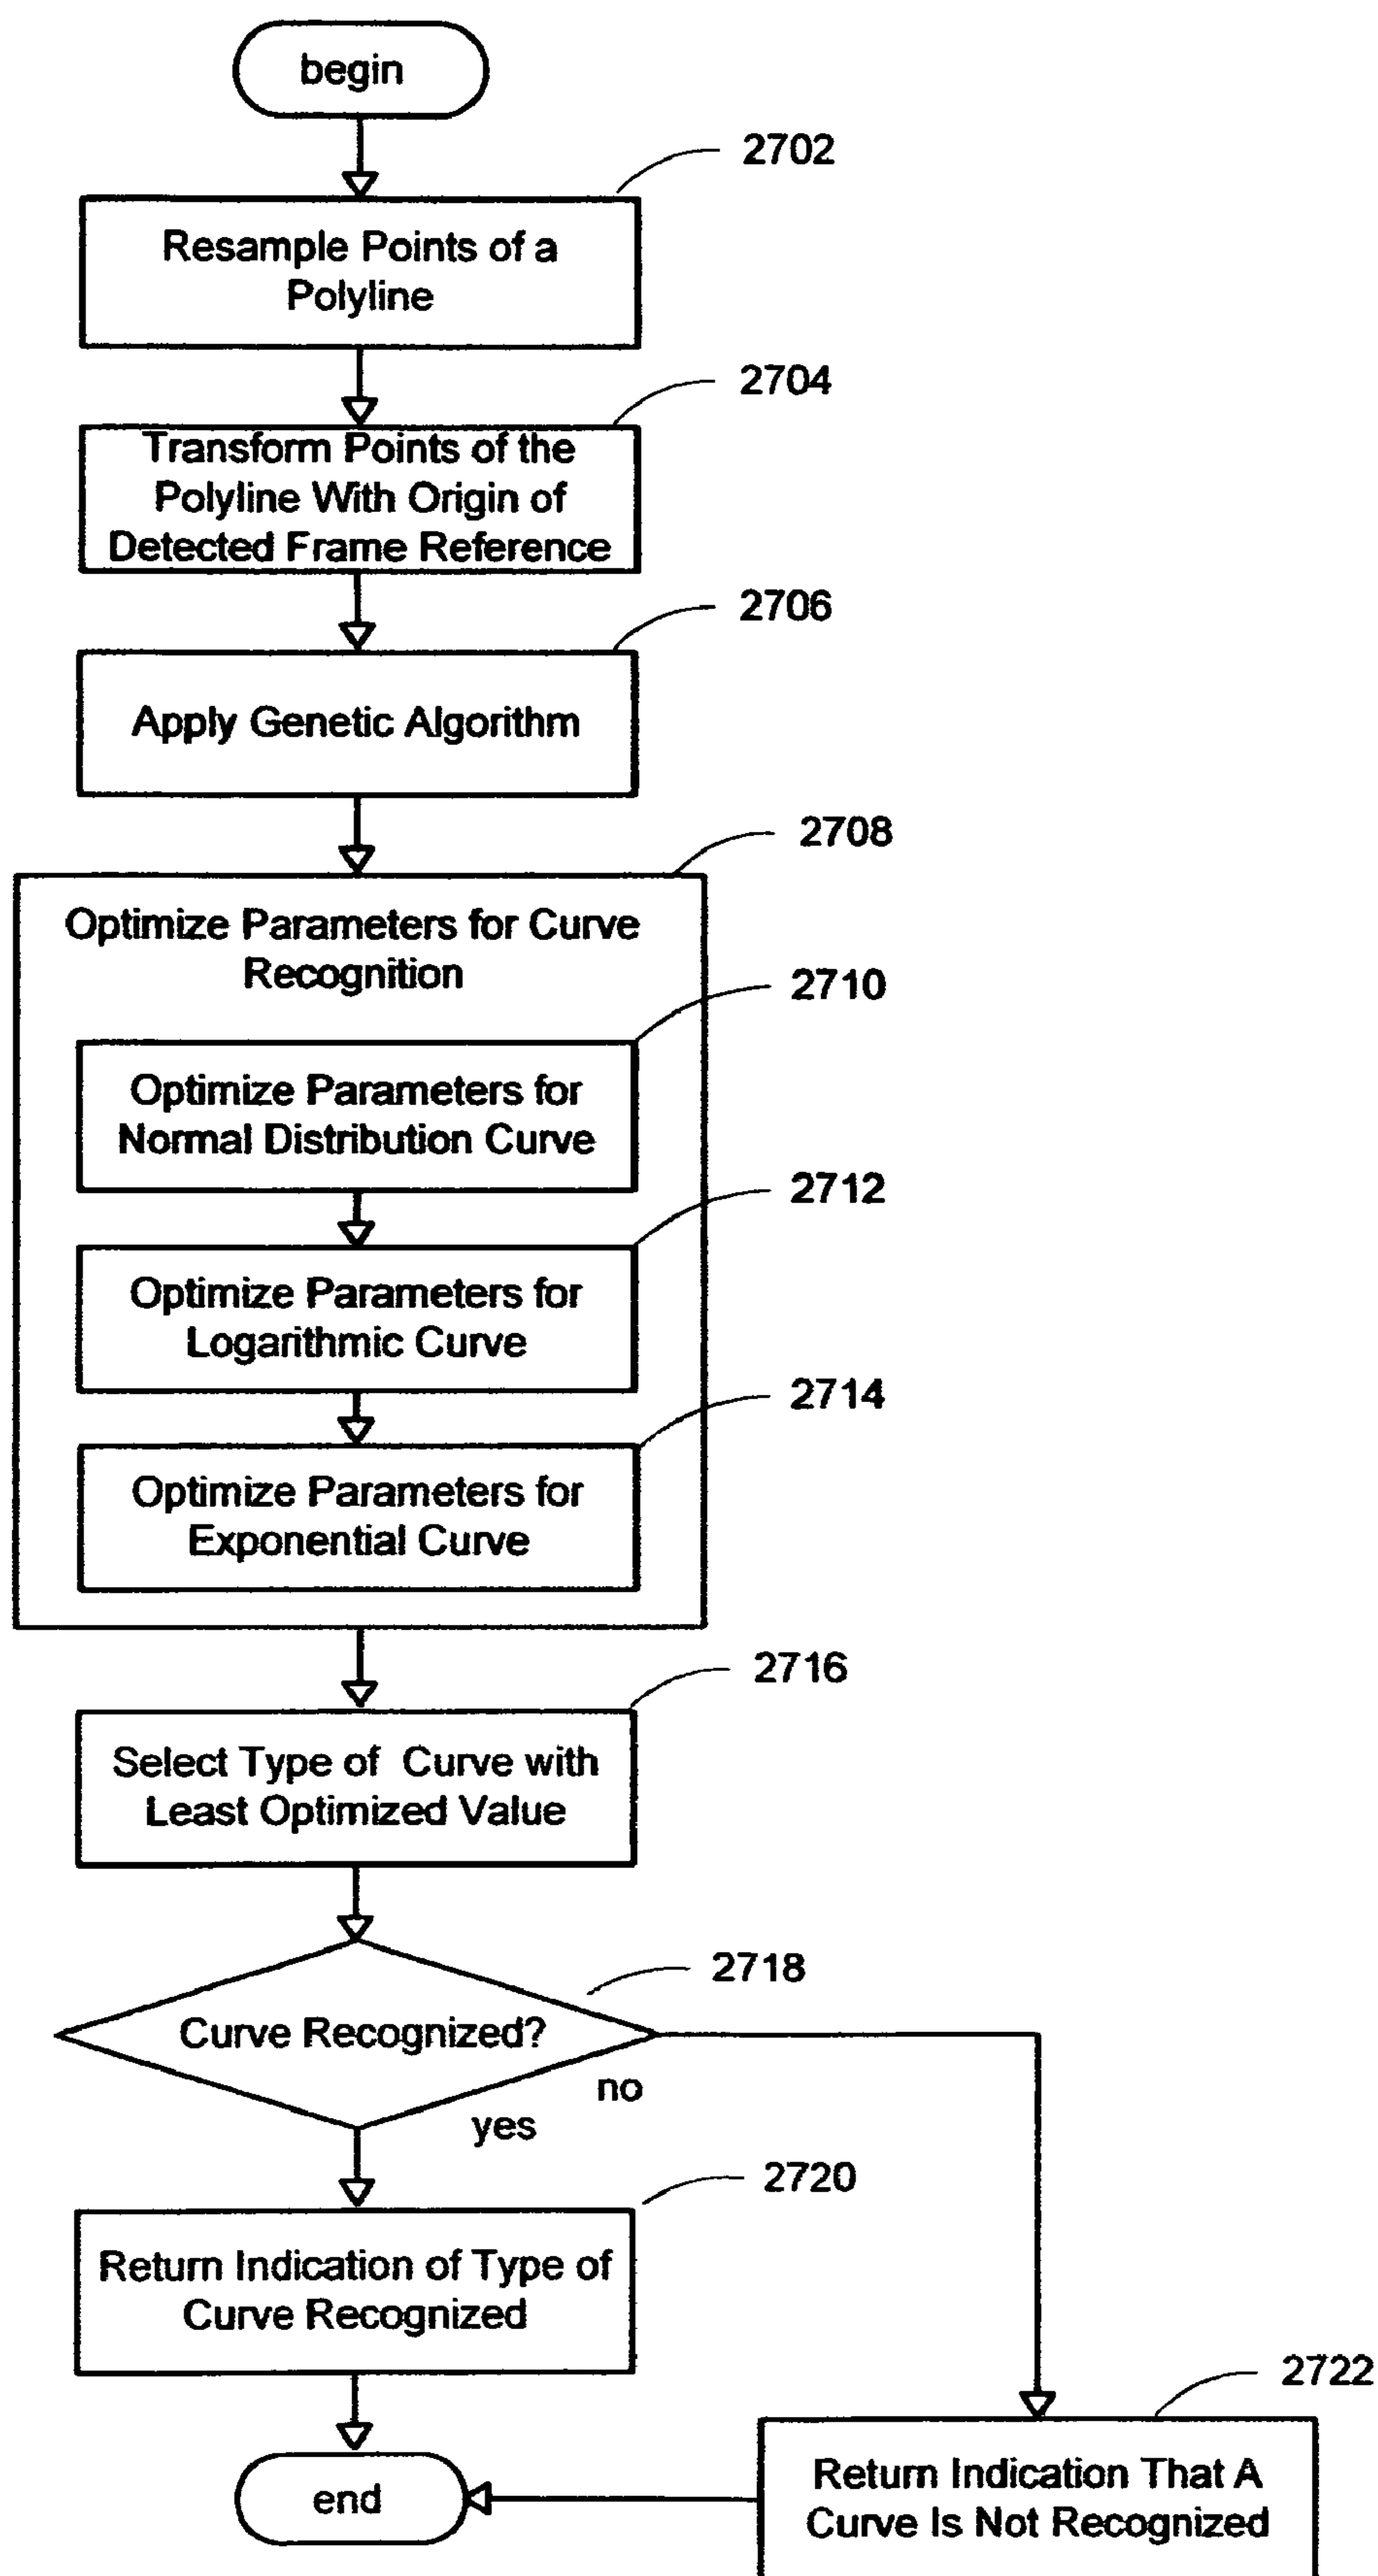 begin
2702
Resample Points of a
Polyline
2704
Transform Points of the
Polyline With Origin of
Detected Frame Reference
2706
Apply Genetic Algorithm
2708
Optimize Parameters for Curve
Recognition
2710
Optimize Parameters for
Normal Distribution Curve
2712
Optimize Parameters for
Logarithmic Curve
2714
Optimize Parameters for
Exponential Curve
2716
Select Type of Curve with
Least Optimized Value
2718
Curve Recognized?
no
yes
2720
Return Indication of Type of
Curve Recognized
2722
Return Indication That A
Curve Is Not Recognized
end